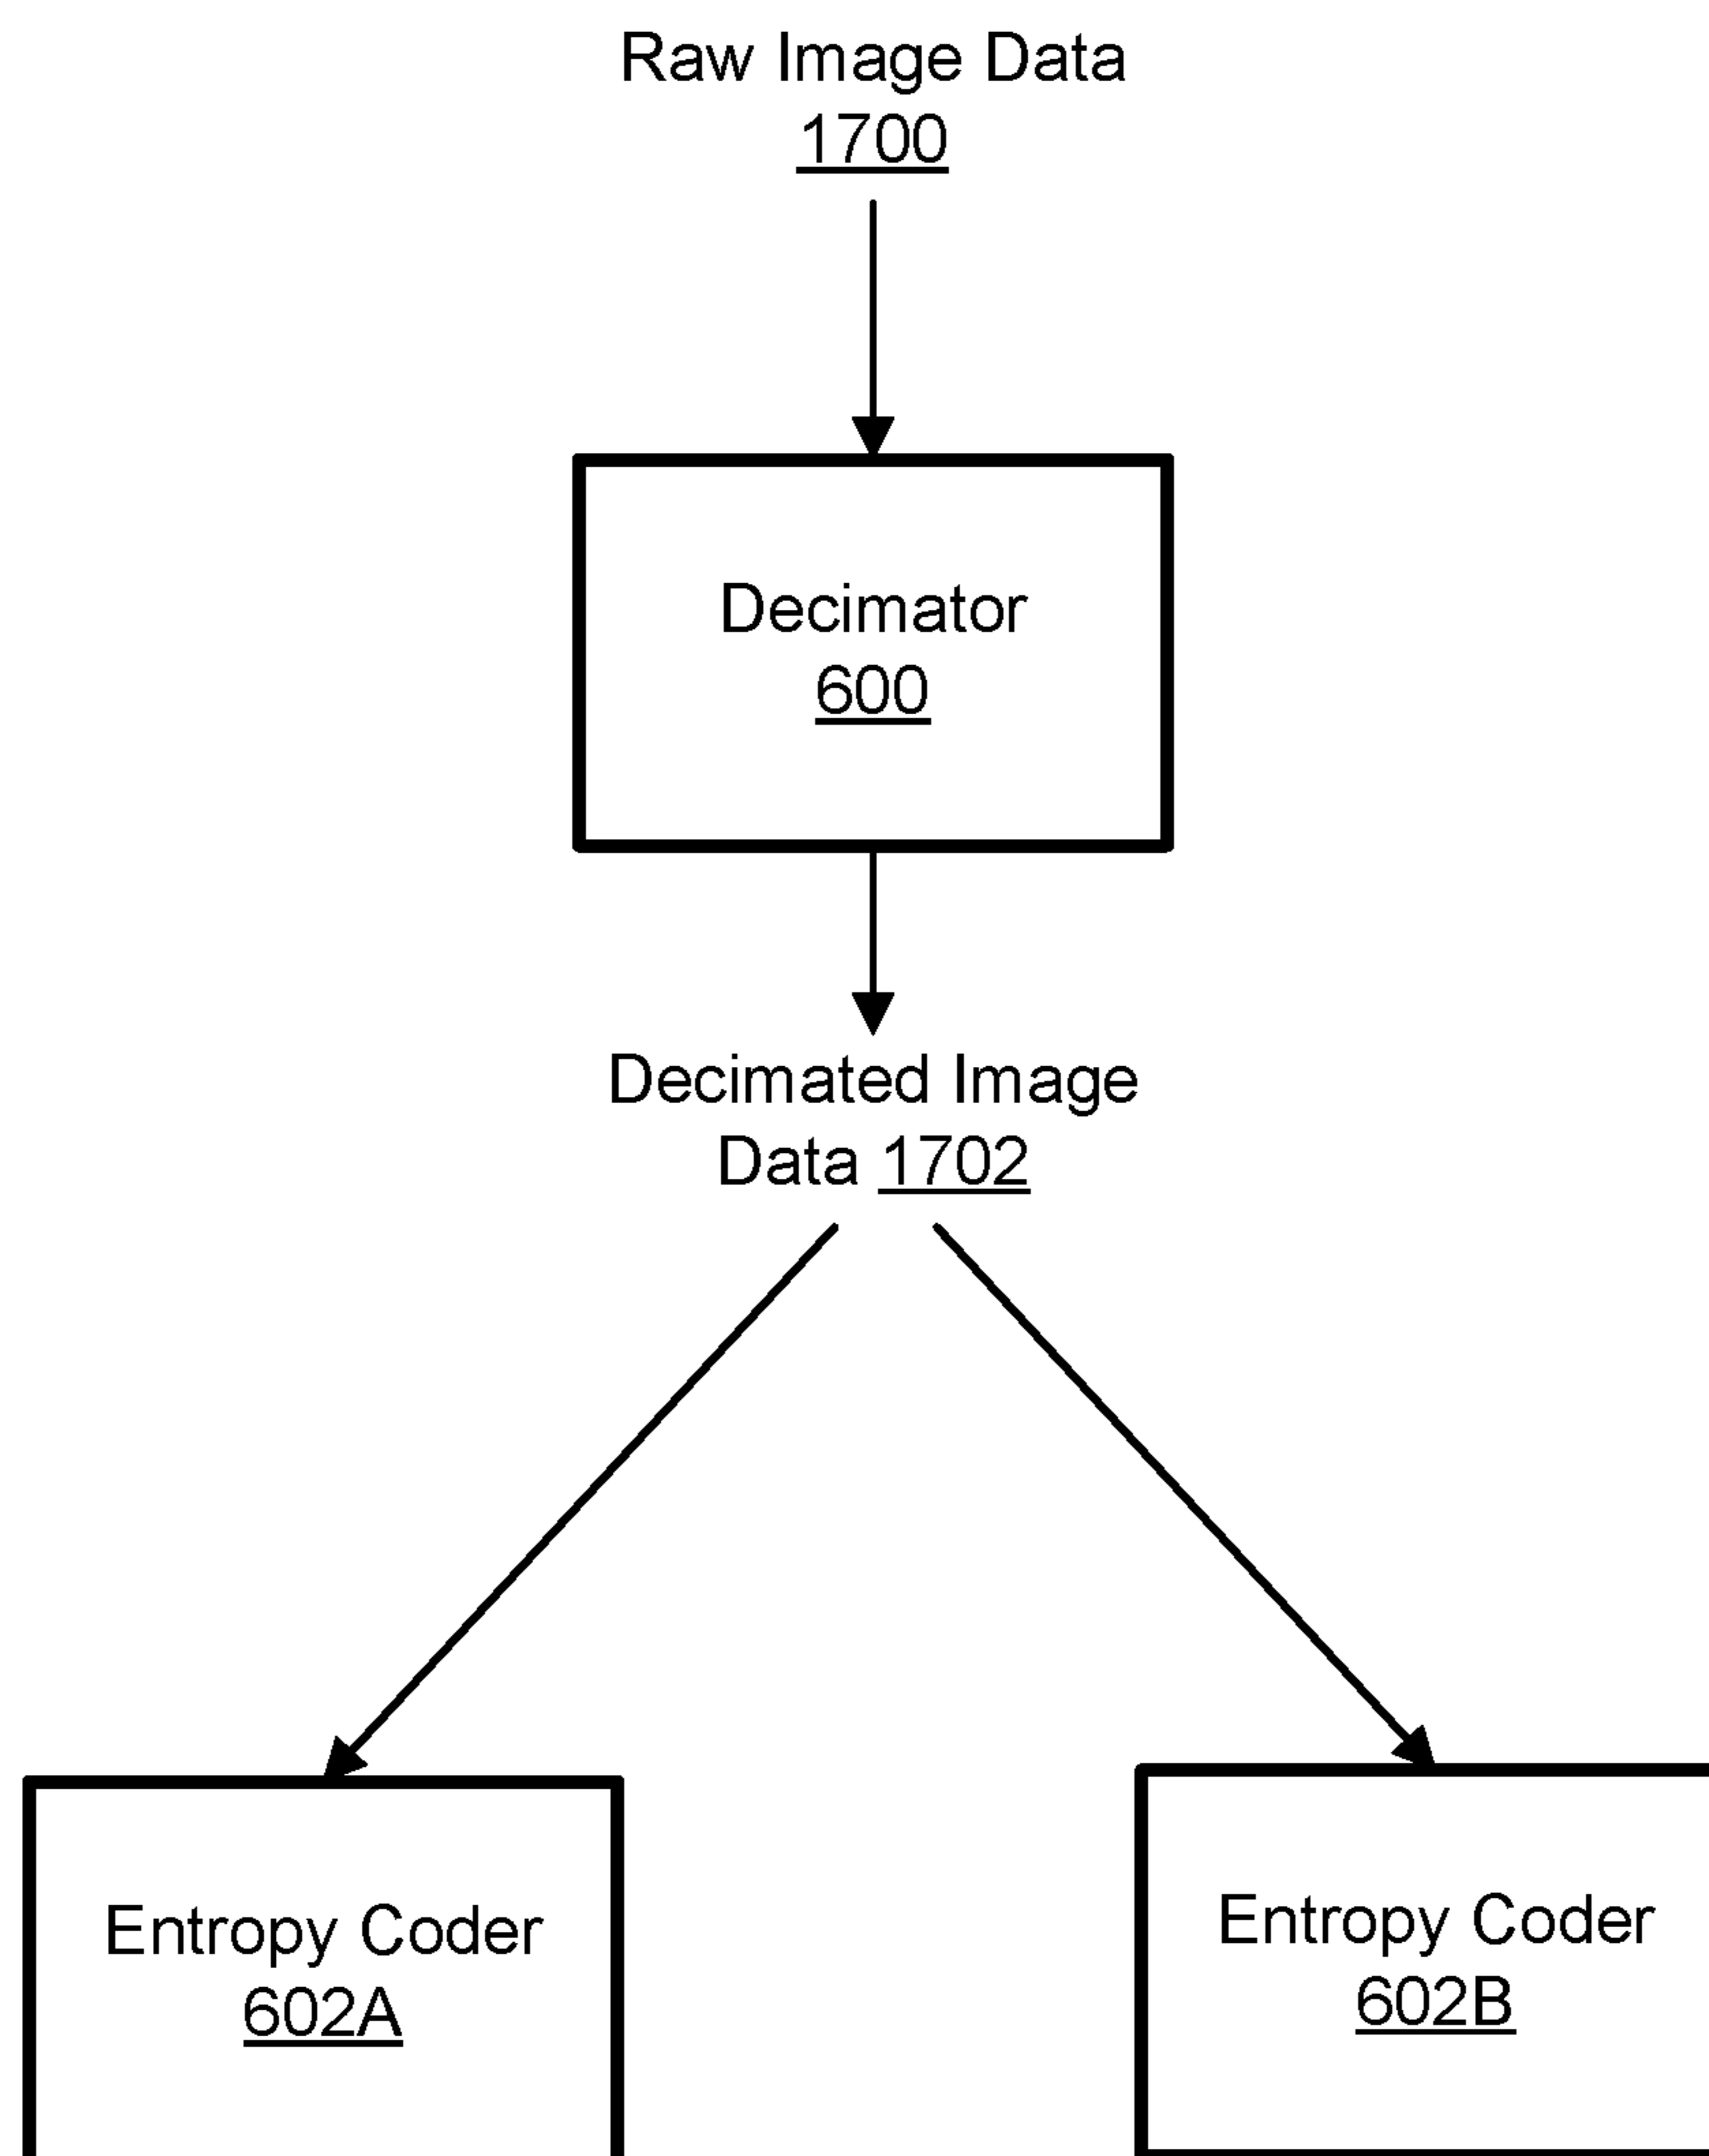 Raw Image Data
1700
Decimator
600
Decimated Image
Data 1702
Entropy Coder
602A
Entropy Coder
602B